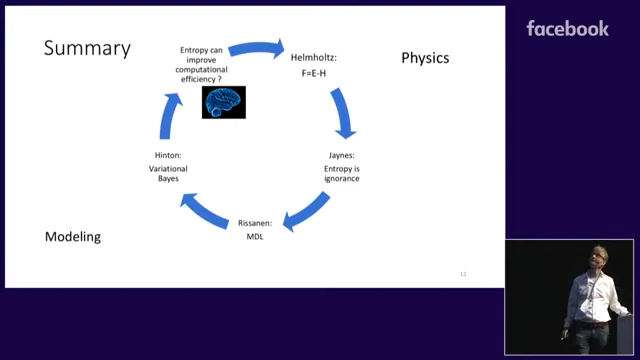 facebook
Summary
Physics
Entropy can
improve
computational
efficiency ?
Helmholtz:
F=E-H
Jaynes:
Entropy is
ignorance
Rissanen:
MDL
Hinton:
Variational
Bayes
Modeling
12